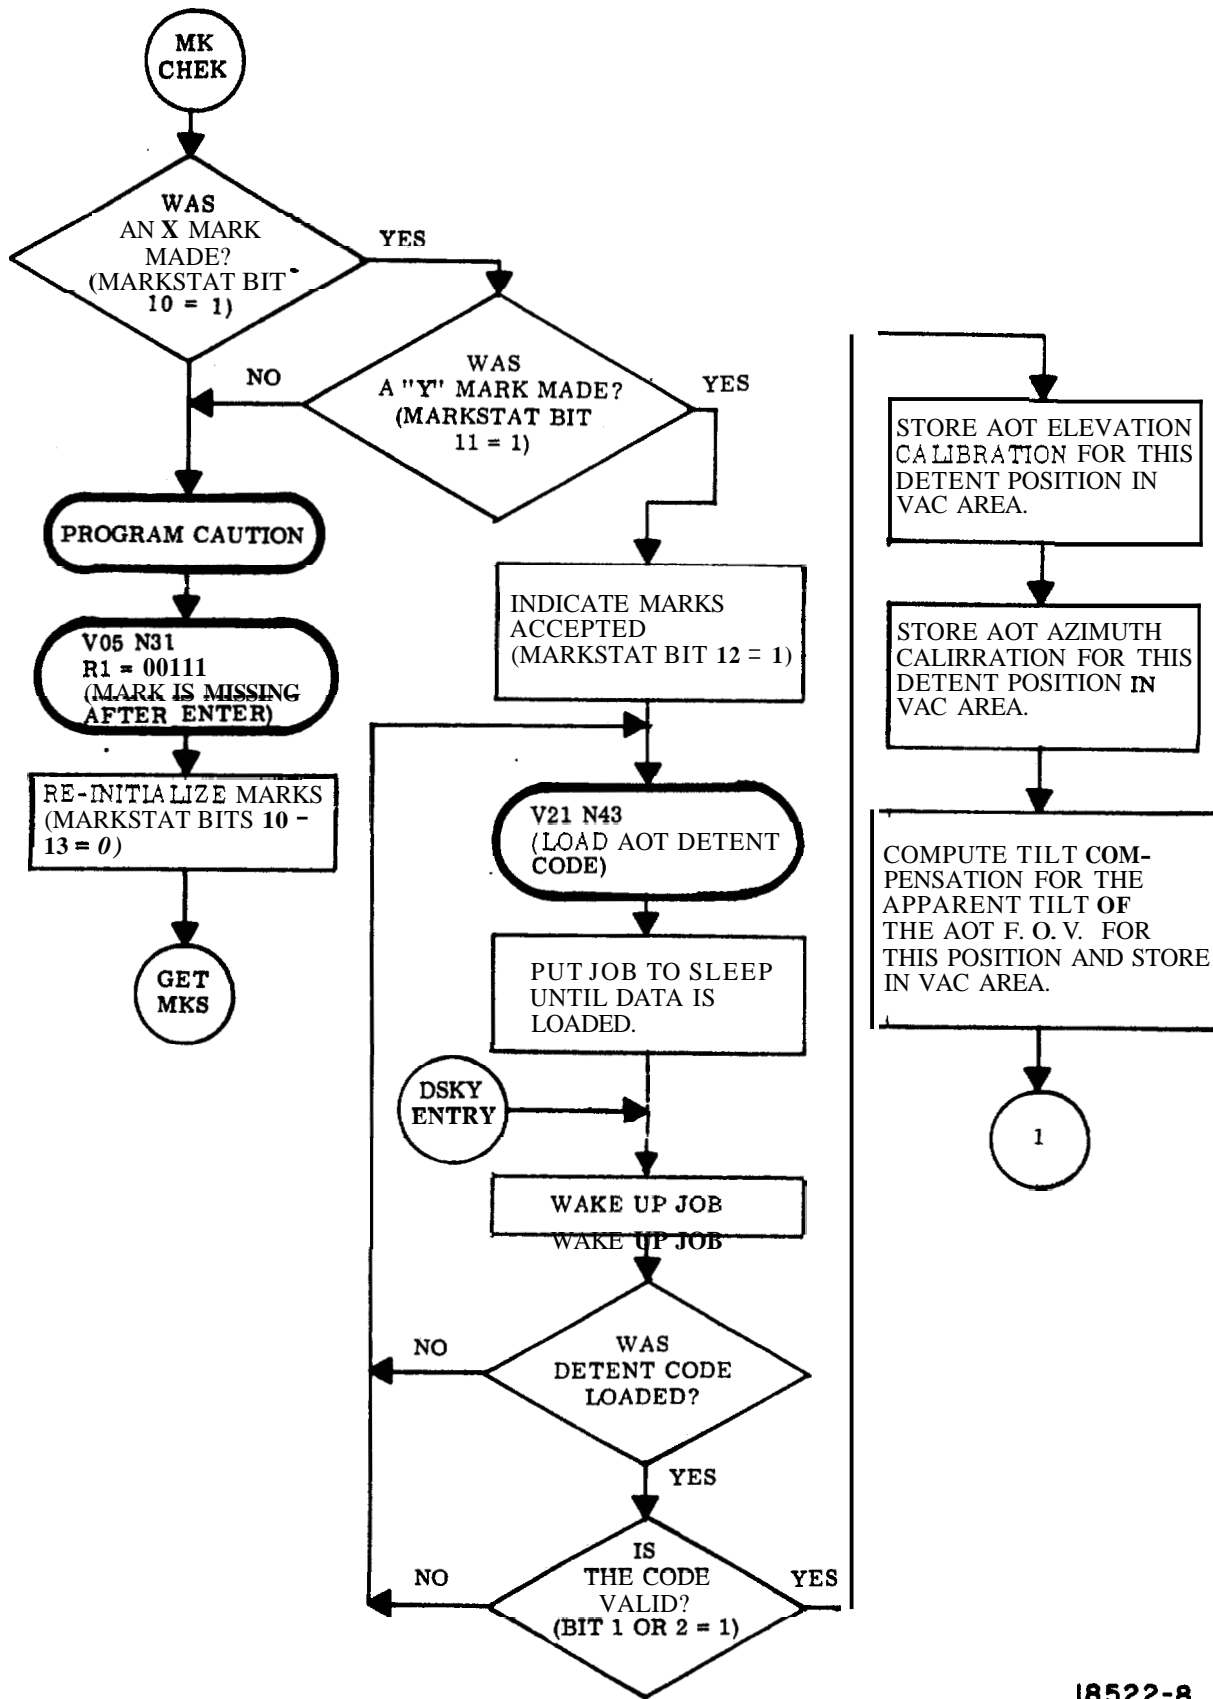 MK
CHEK
WAS
AN X MARK
MADE?
(MARKSTAT BIT
10 = 1)
YES
WAS
A "Y" MARK MADE?
(MARKSTAT BIT
11 = 1)
NO
YES
PROGRAM CAUTION
V05 N31
R1 = 00111
(MARK IS MISSING
AFTER ENTER)
RE-INITIALIZE MARKS
(MARKSTAT BITS 10 -
13 = 0)
GET
MKS
INDICATE MARKS
ACCEPTED
(MARKSTAT BIT 12 = 1)
V21 N43
(LOAD AOT DETENT
CODE)
PUT JOB TO SLEEP
UNTIL DATA IS
LOADED.
DSKY
ENTRY
WAKE UP JOB
WAKE UP JOB
WAS
DETENT CODE
LOADED?
NO
YES
IS
THE CODE
VALID?
(BIT 1 OR 2 = 1)
NO
YES
STORE AOT ELEVATION
CALIBRATION FOR THIS
DETENT POSITION IN
VAC AREA.
STORE AOT AZIMUTH
CALIRRATION FOR THIS
DETENT POSITION IN
VAC AREA.
COMPUTE TILT COM-
PENSATION FOR THE
APPARENT TILT OF
THE AOT F. O. V. FOR
THIS POSITION AND STORE
IN VAC AREA.
1
18522-8